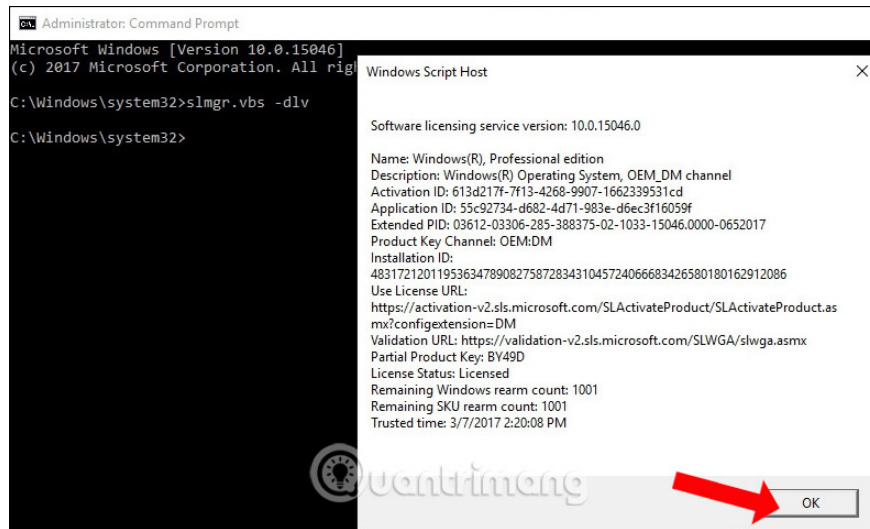 Administrator: Command Prompt
Microsoft Windows [Version 10.0.15046]
(c) 2017 Microsoft Corporation. All rig
C:\Windows\system32>slmgr.vbs -dlv
C:\Windows\system32>
Windows Script Host
Software licensing service version: 10.0.15046.0
Name: Windows(R), Professional edition
Description: Windows(R) Operating System, OEM_DM channel
Activation ID: 613d217f-7f13-4268-9907-1662339531cd
Application ID: 55c92734-d682-4d71-983e-d6ec3f16059f
Extended PID: 03612-03306-285-388375-02-1033-15046.0000-0652017
Product Key Channel: OEM:DM
Installation ID:
483172120119536347890827587283431045724066683426580180162912086
Use License URL:
https://activation-v2.sls.microsoft.com/SLActivateProduct/SLActivateProduct.as
mx?configextension=DM
Validation URL: https://validation-v2.sls.microsoft.com/SLWGA/slwga.asmx
Partial Product Key: BY49D
License Status: Licensed
Remaining Windows rearm count: 1001
Remaining SKU rearm count: 1001
Trusted time: 3/7/2017 2:20:08 PM
Quantrimang
OK